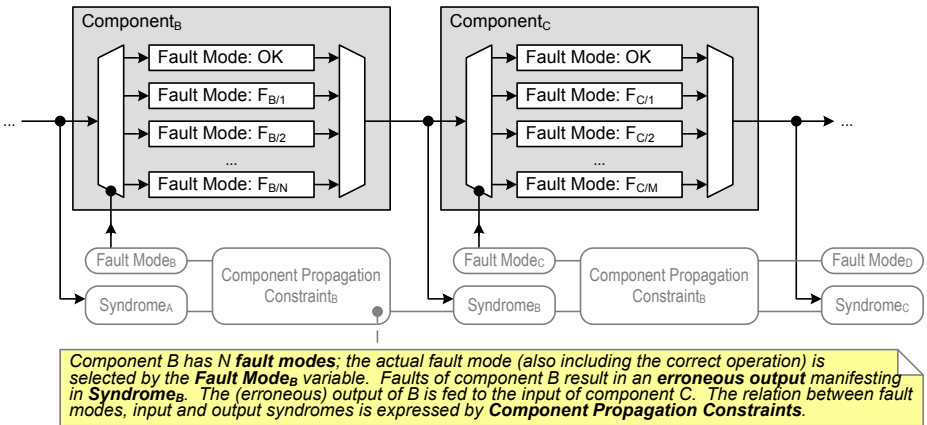 Component_B
Component_C
Fault Mode: OK
Fault Mode: OK
Fault Mode: F_B/1
Fault Mode: F_C/1
... Fault Mode: F_B/2
Fault Mode: F_C/2 ...
...
...
Fault Mode: F_B/N
Fault Mode: F_C/M
Fault Mode_B
Component Propagation Constraint_B
Fault Mode_C
Component Propagation Constraint_B
Fault Mode_D
Syndrome_A
Syndrome_B
Syndrome_C
Component B has N fault modes; the actual fault mode (also including the correct operation) is
selected by the Fault Mode_B variable. Faults of component B result in an erroneous output manifesting
in Syndrome_B. The (erroneous) output of B is fed to the input of component C. The relation between fault
modes, input and output syndromes is expressed by Component Propagation Constraints.